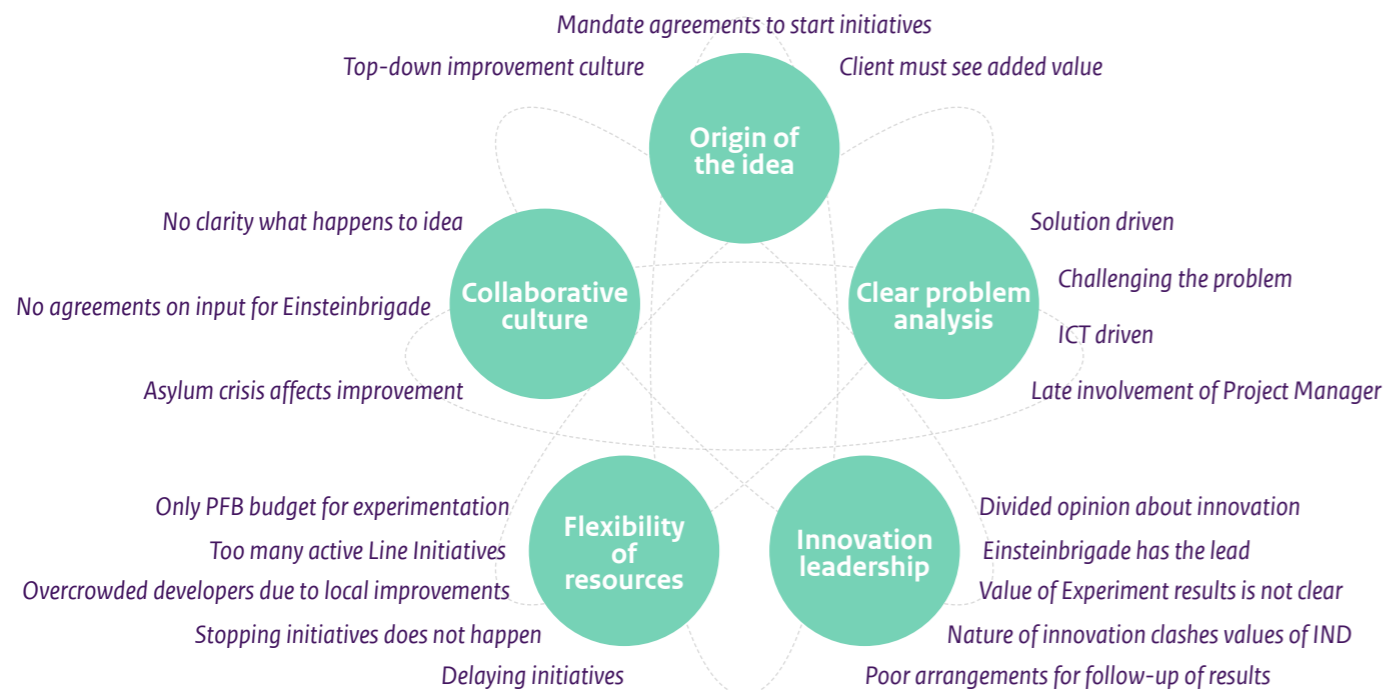 Mandate agreements to start initiatives
Top-down improvement culture
Client must see added value
Origin of
the idea
No clarity what happens to idea
No agreements on input for Einsteinbrigade
Asylum crisis affects improvement
Collaborative
culture
Clear problem
analysis
Solution driven
Challenging the problem
ICT driven
Late involvement of Project Manager
Only PFB budget for experimentation
Too many active Line Initiatives
Overcrowded developers due to local improvements
Stopping initiatives does not happen
Delaying initiatives
Flexibility
of
resources
Innovation
leadership
Divided opinion about innovation
Einsteinbrigade has the lead
Value of Experiment results is not clear
Nature of innovation clashes values of IND
Poor arrangements for follow-up of results